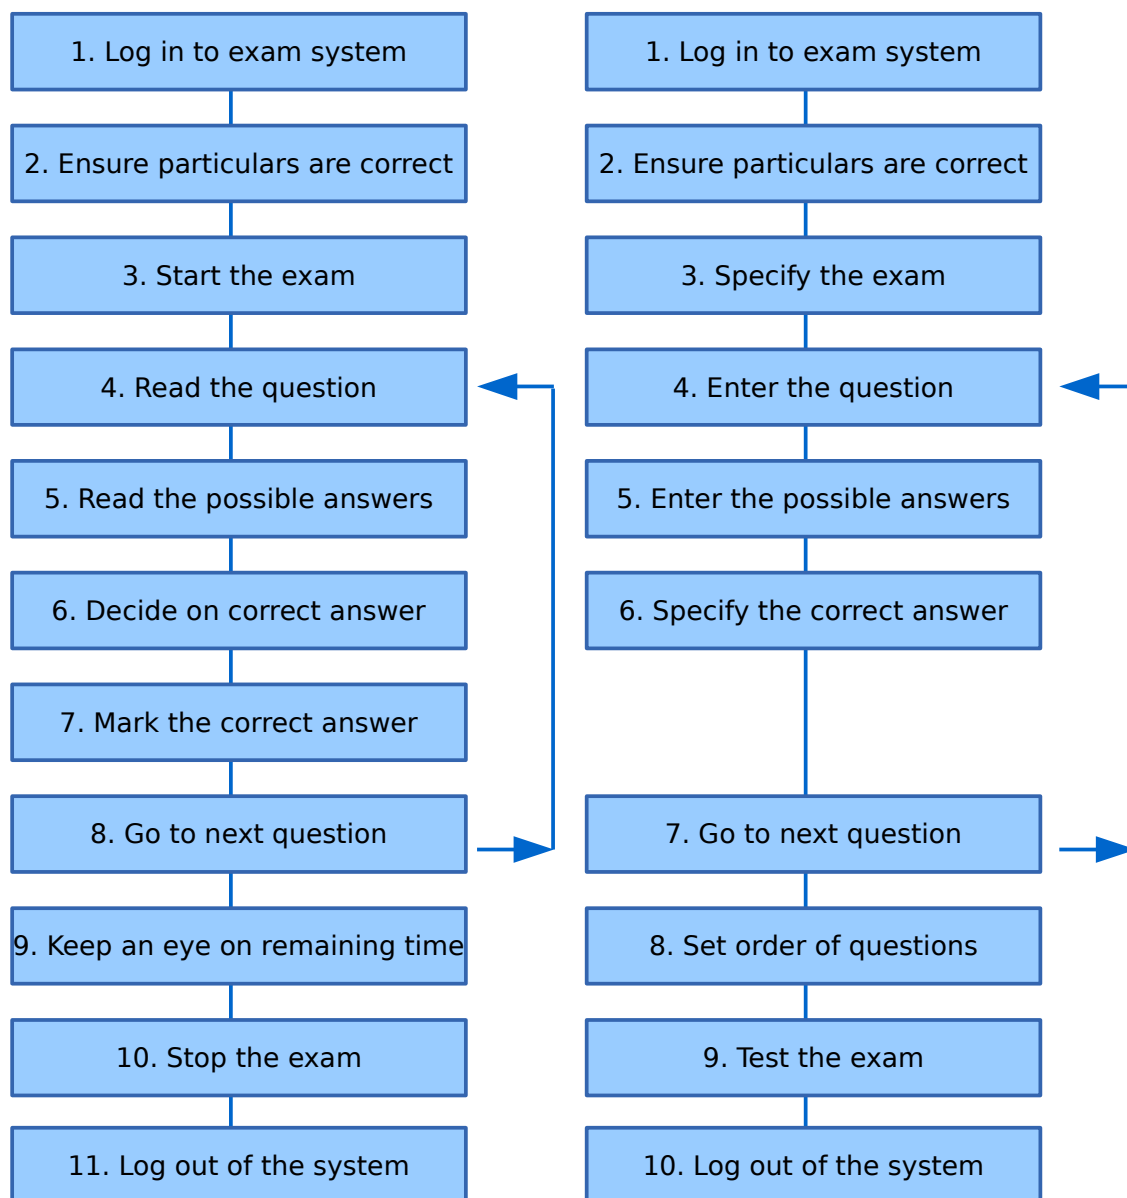 1. Log in to exam system
2. Ensure particulars are correct
3. Start the exam
4. Read the question
5. Read the possible answers
6. Decide on correct answer
7. Mark the correct answer
8. Go to next question
9. Keep an eye on remaining time
10. Stop the exam
11. Log out of the system
1. Log in to exam system
2. Ensure particulars are correct
3. Specify the exam
4. Enter the question
5. Enter the possible answers
6. Specify the correct answer
7. Go to next question
8. Set order of questions
9. Test the exam
10. Log out of the system